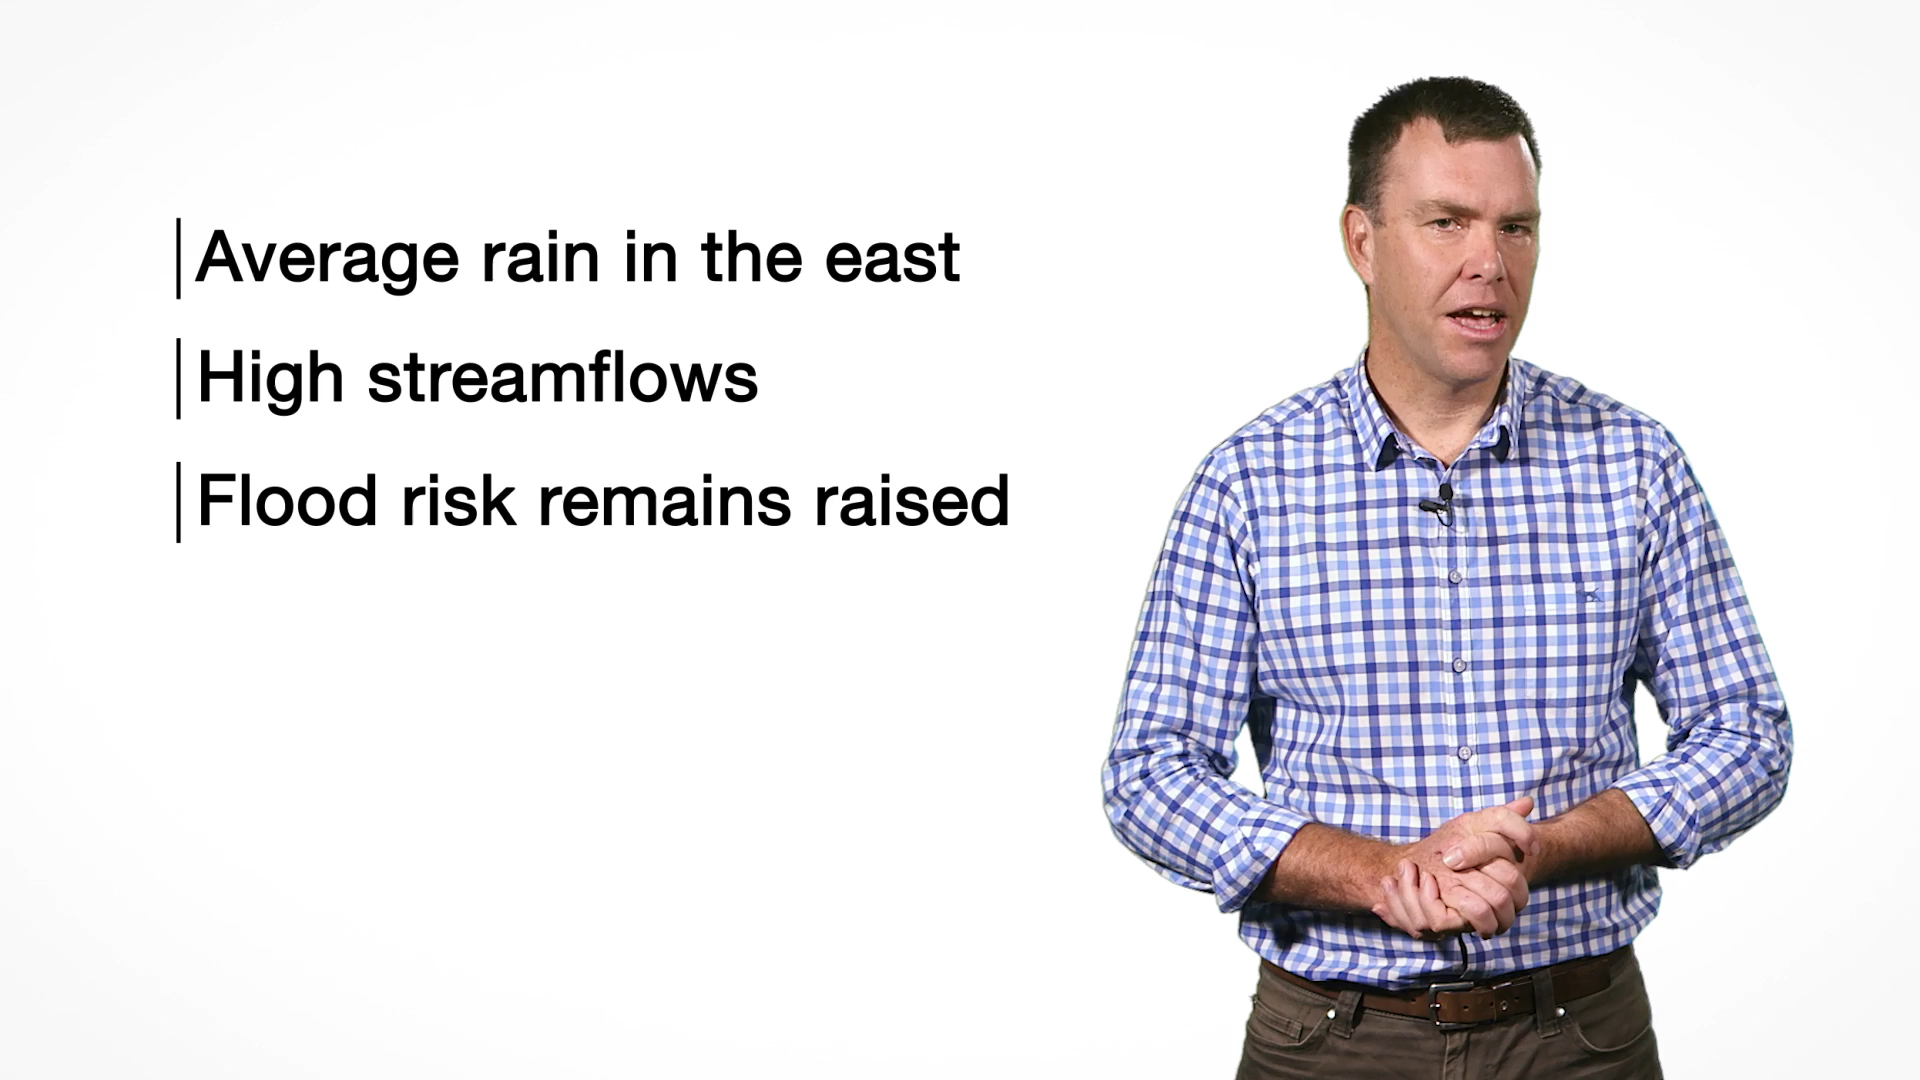 Average rain in the east
High streamflows
Flood risk remains raised